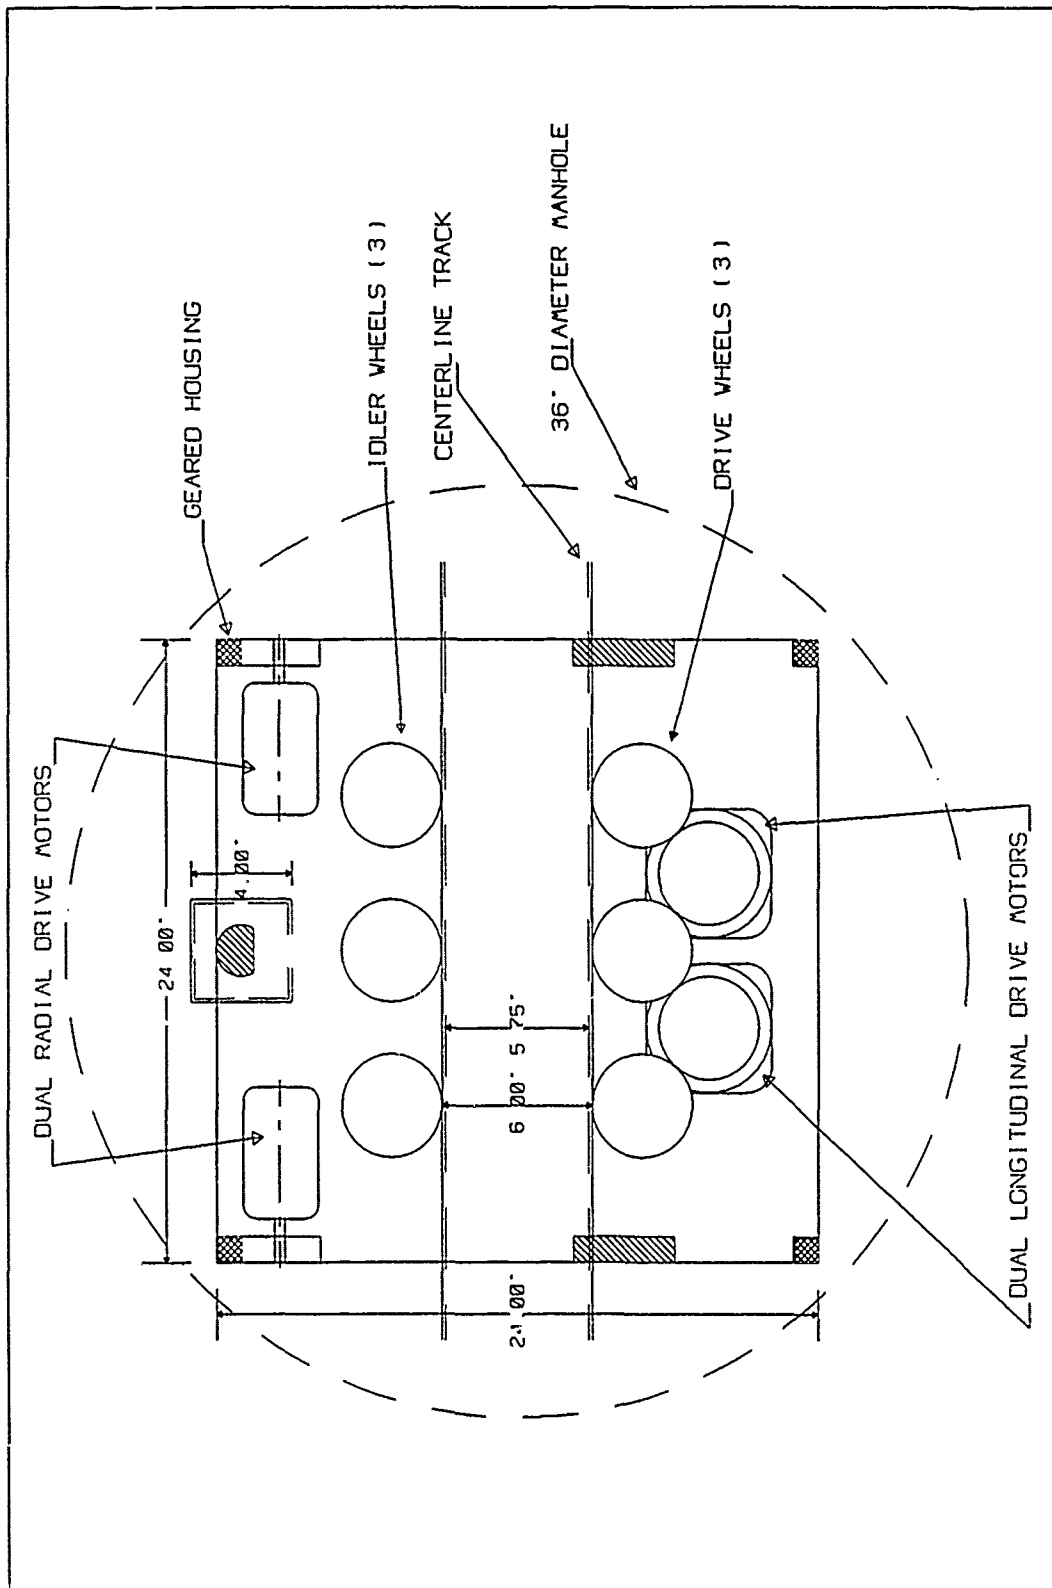 DUAL RADIAL DRIVE MOTORS
24 00"
GEARED HOUSING
4.00"
IDLER WHEELS (3)
CENTERLINE TRACK
24 00"
6 00" 5 75"
36" DIAMETER MANHOLE
DRIVE WHEELS (3)
DUAL LONGITUDINAL DRIVE MOTORS